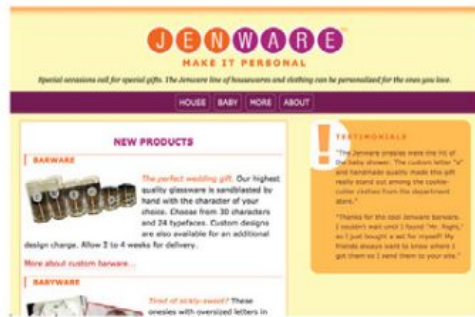 JENWARE™
MAKE IT PERSONAL
Special occasions call for special gifts. The Jenware line of housewares and clothing can be personalized for the ones you love.
HOUSE BABY MORE ABOUT
NEW PRODUCTS
BARWARE
The perfect wedding gift. Our highest
quality glassware is sandblasted by
hand with the character of your
choice. Choose from 30 characters
and 24 typefaces. Custom designs
are also available for an additional
design charge. Allow 2 to 4 weeks for delivery.
More about custom barware...
BABYWARE
Tired of sickly-sweet? These
onesies with oversized letters in
!
TESTIMONIALS
"The Jenware onesies were the hit of
the baby shower. The custom letter "a"
and handmade quality made this gift
really stand out among the cookie-
cutter clothes from the department
store."
"Thanks for the cool Jenware barware.
I couldn't wait until I found "Mr. Right,"
so I just bought a set for myself! My
friends always want to know where I
got them so I send them to your site."